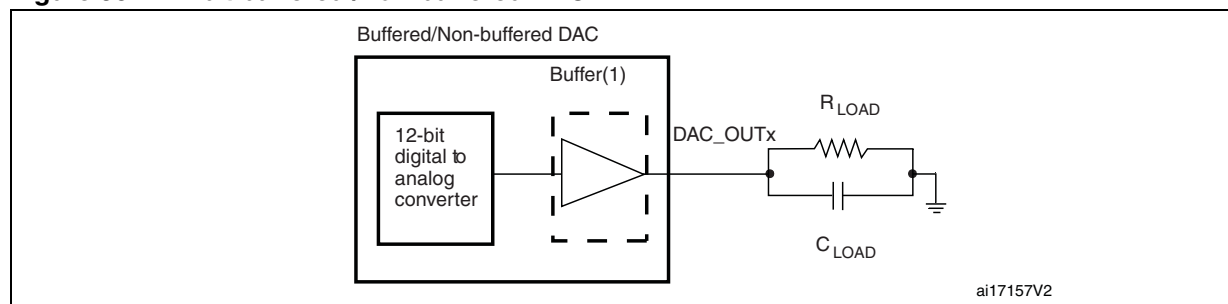 Buffered/Non-buffered DAC
Buffer(1)
12-bit
digital to
analog
converter
DAC_OUTx
R LOAD
C LOAD
ai17157V2